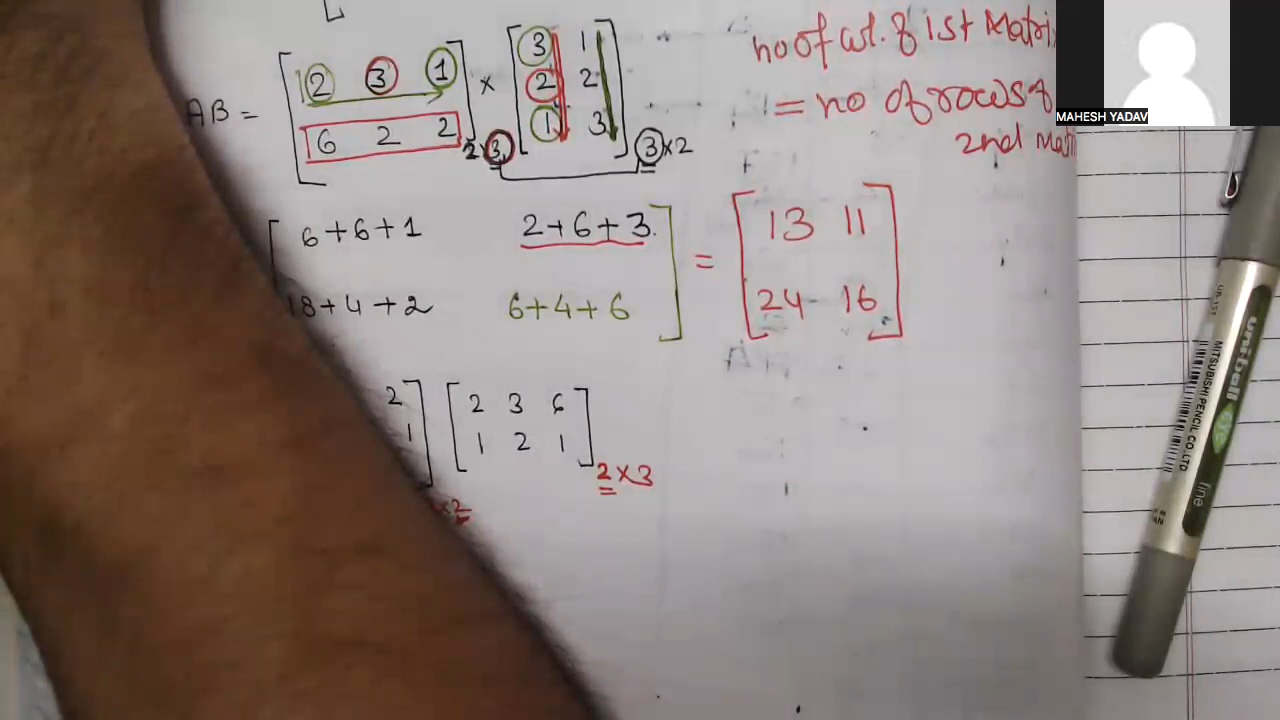 no of col. of 1st Matri
AB = [ 2 3 1 × [ 3 1
2 2
6 2 2 ] 2×3 1 3 ] 3×2
= no of rows of
2nd Mat
MAHESH YADAV
[ 6+6+1 2+6+3 = [ 13 11
18+4+2 6+4+6 ] 24 16 ]
2 ] [ 2 3 6
1 1 2 1 ] 2×3
×2
uni-ball
eye
fine
MITSUBISHI PENCIL CO.LTD